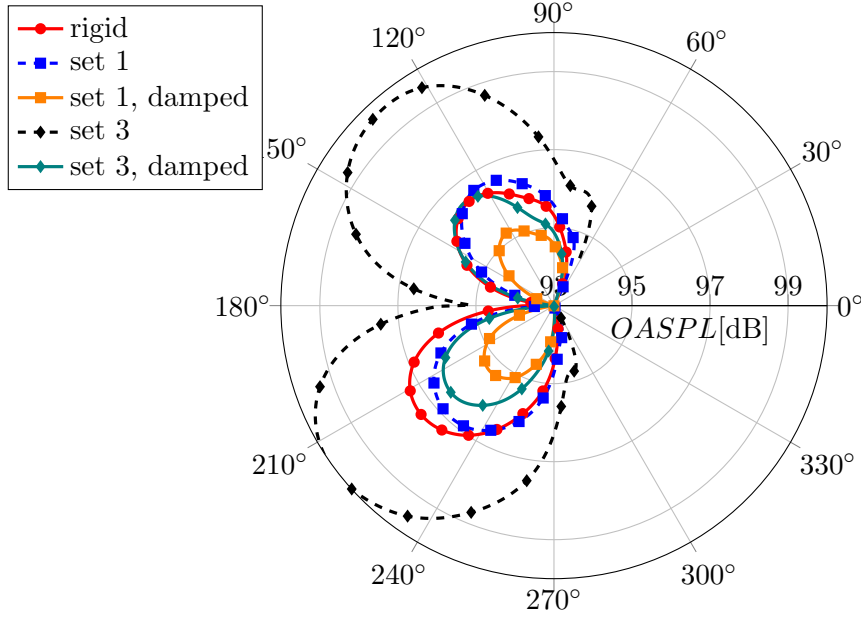 90°
rigid
set 1
set 1, damped
set 3
set 3, damped
120°
60°
50°
30°
180°
93 95 97 99
0°
OASPL[dB]
210°
330°
240°
300°
270°